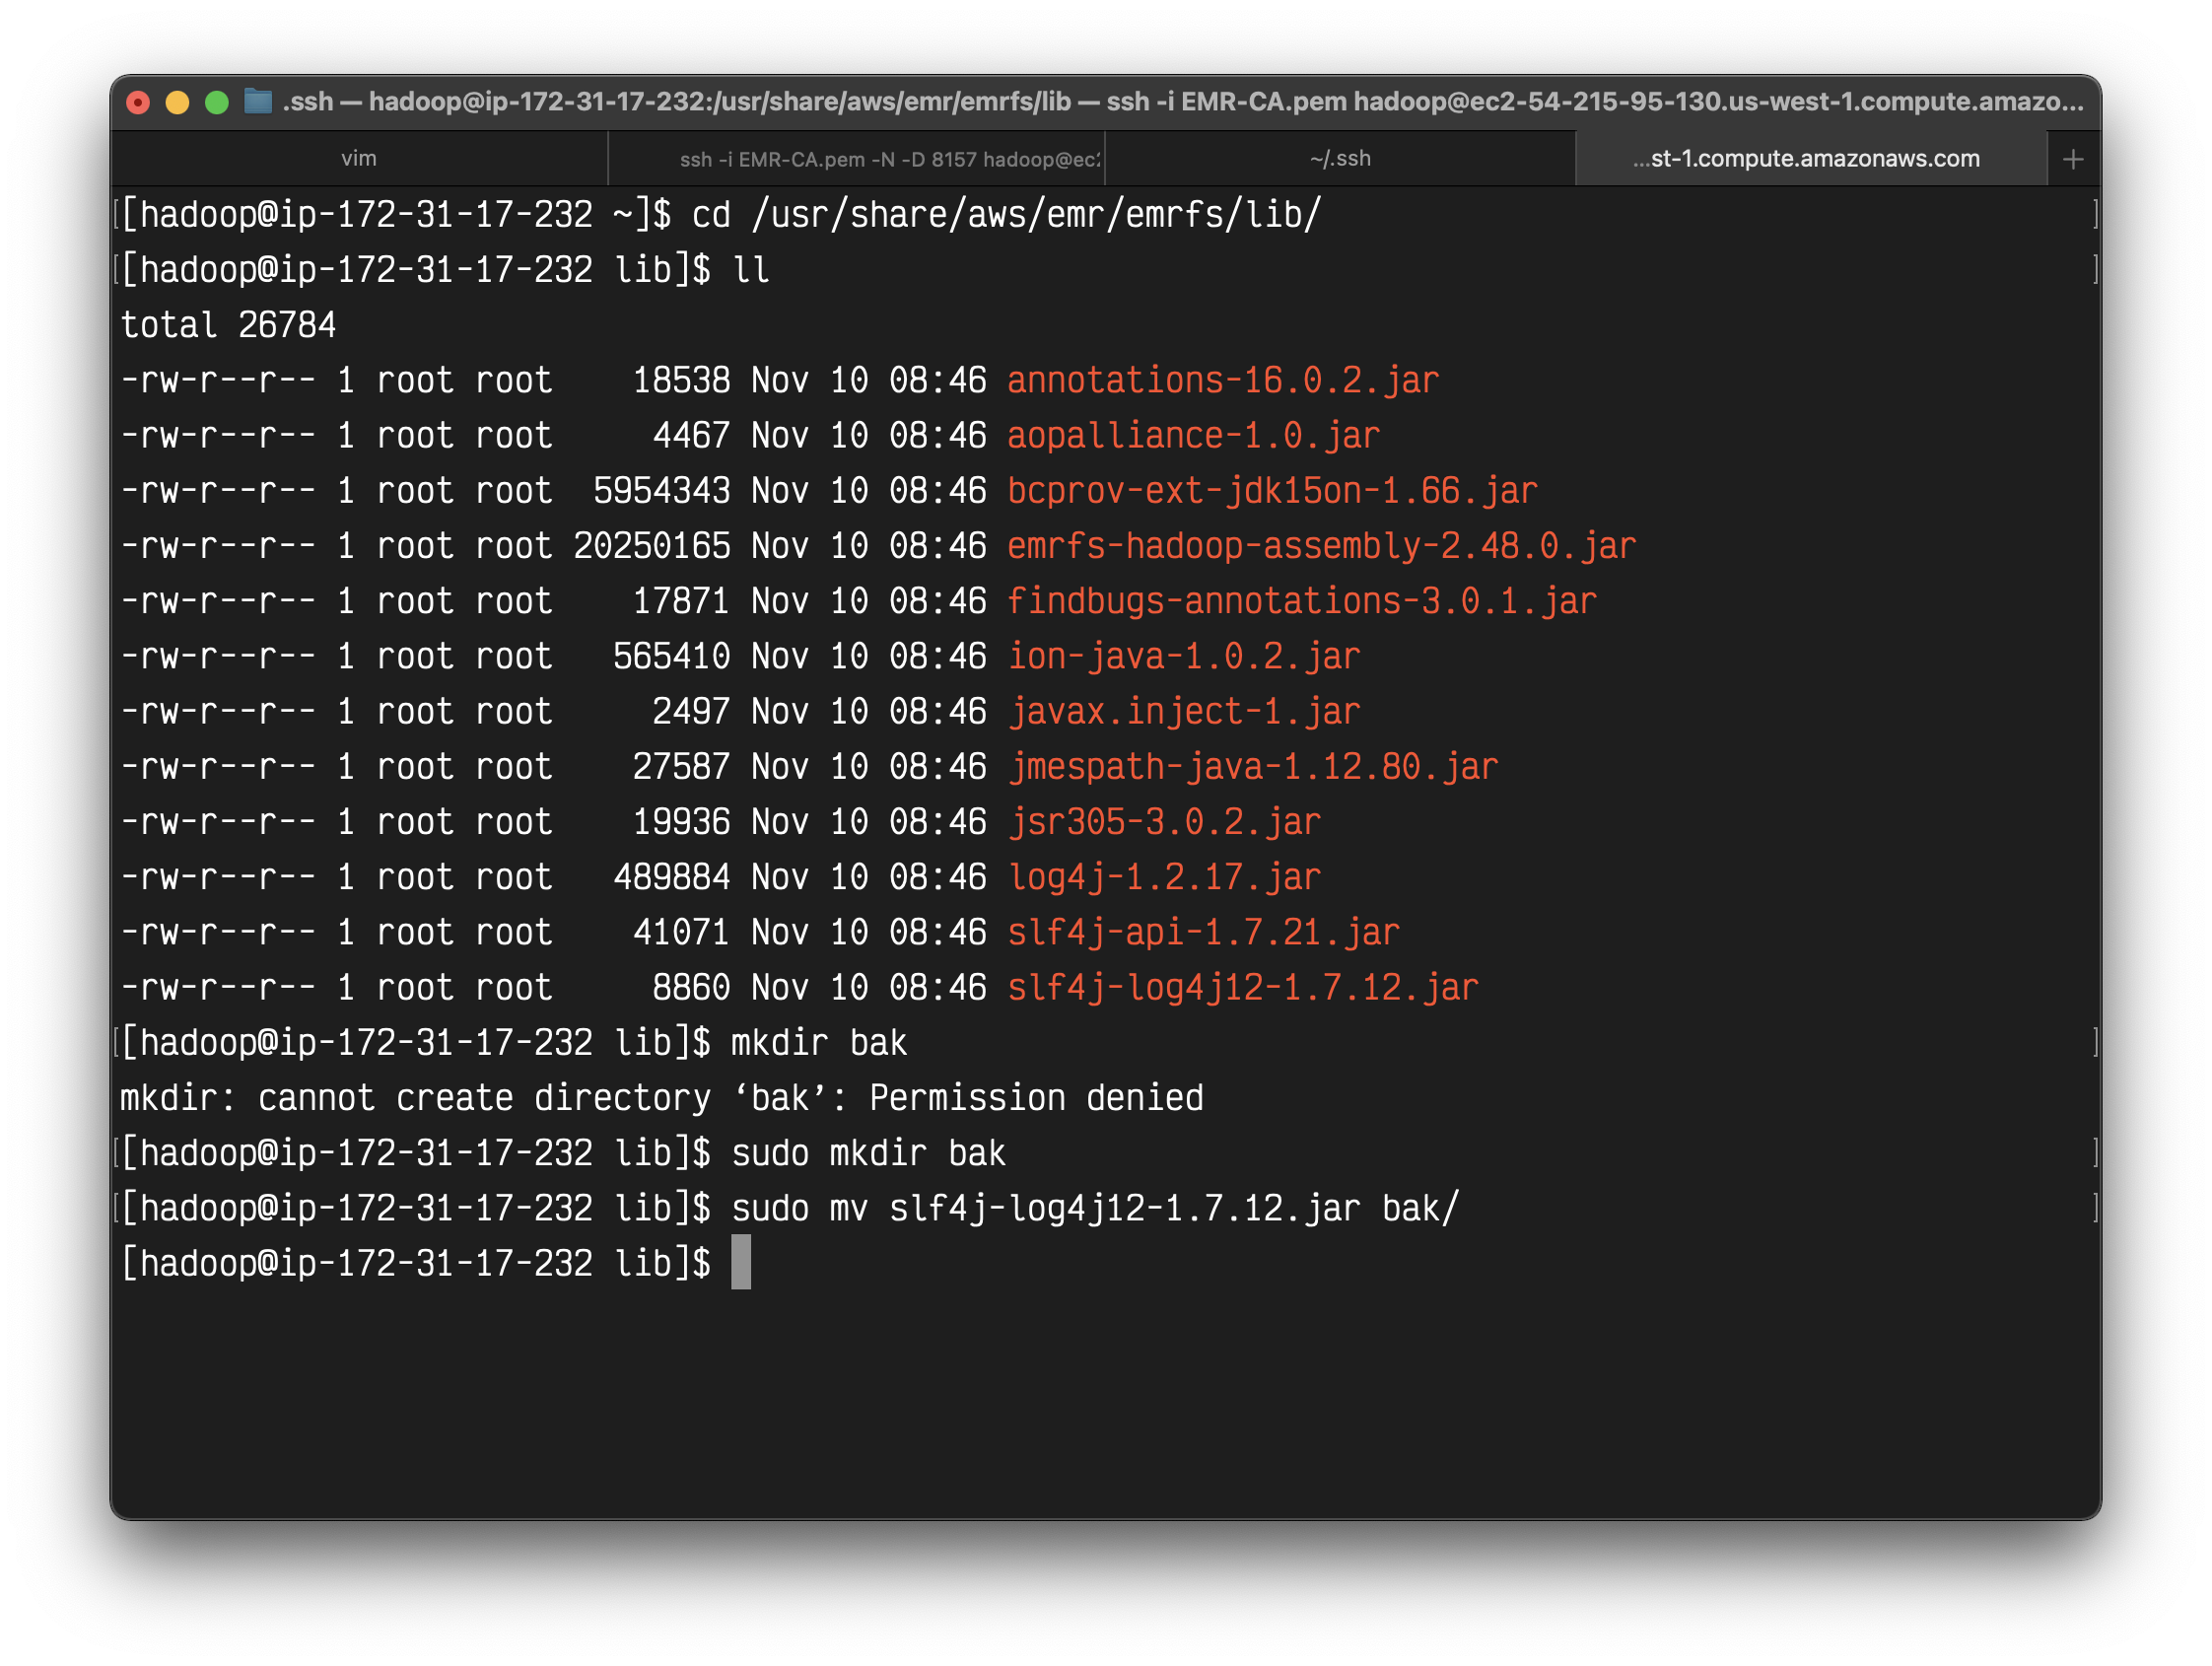 .ssh — hadoop@ip-172-31-17-232:/usr/share/aws/emr/emrfs/lib — ssh -i EMR-CA.pem hadoop@ec2-54-215-95-130.us-west-1.compute.amazo...
vim
ssh -i EMR-CA.pem -N -D 8157 hadoop@ec2
~/.ssh
...st-1.compute.amazonaws.com
+
[[hadoop@ip-172-31-17-232 ~]$ cd /usr/share/aws/emr/emrfs/lib/ ]
[[hadoop@ip-172-31-17-232 lib]$ ll ]
total 26784
-rw-r--r-- 1 root root    18538 Nov 10 08:46 annotations-16.0.2.jar
-rw-r--r-- 1 root root     4467 Nov 10 08:46 aopalliance-1.0.jar
-rw-r--r-- 1 root root  5954343 Nov 10 08:46 bcprov-ext-jdk15on-1.66.jar
-rw-r--r-- 1 root root 20250165 Nov 10 08:46 emrfs-hadoop-assembly-2.48.0.jar
-rw-r--r-- 1 root root    17871 Nov 10 08:46 findbugs-annotations-3.0.1.jar
-rw-r--r-- 1 root root   565410 Nov 10 08:46 ion-java-1.0.2.jar
-rw-r--r-- 1 root root     2497 Nov 10 08:46 javax.inject-1.jar
-rw-r--r-- 1 root root    27587 Nov 10 08:46 jmespath-java-1.12.80.jar
-rw-r--r-- 1 root root    19936 Nov 10 08:46 jsr305-3.0.2.jar
-rw-r--r-- 1 root root   489884 Nov 10 08:46 log4j-1.2.17.jar
-rw-r--r-- 1 root root    41071 Nov 10 08:46 slf4j-api-1.7.21.jar
-rw-r--r-- 1 root root     8860 Nov 10 08:46 slf4j-log4j12-1.7.12.jar
[[hadoop@ip-172-31-17-232 lib]$ mkdir bak ]
mkdir: cannot create directory ‘bak’: Permission denied
[[hadoop@ip-172-31-17-232 lib]$ sudo mkdir bak ]
[[hadoop@ip-172-31-17-232 lib]$ sudo mv slf4j-log4j12-1.7.12.jar bak/ ]
[hadoop@ip-172-31-17-232 lib]$